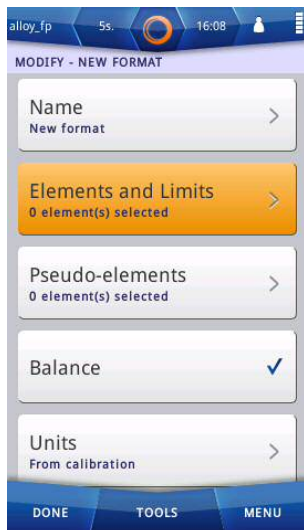 alloy_fp 5s. 16:08
MODIFY - NEW FORMAT
Name
New format
Elements and Limits
0 element(s) selected
Pseudo-elements
0 element(s) selected
Balance
Units
From calibration
DONE TOOLS MENU